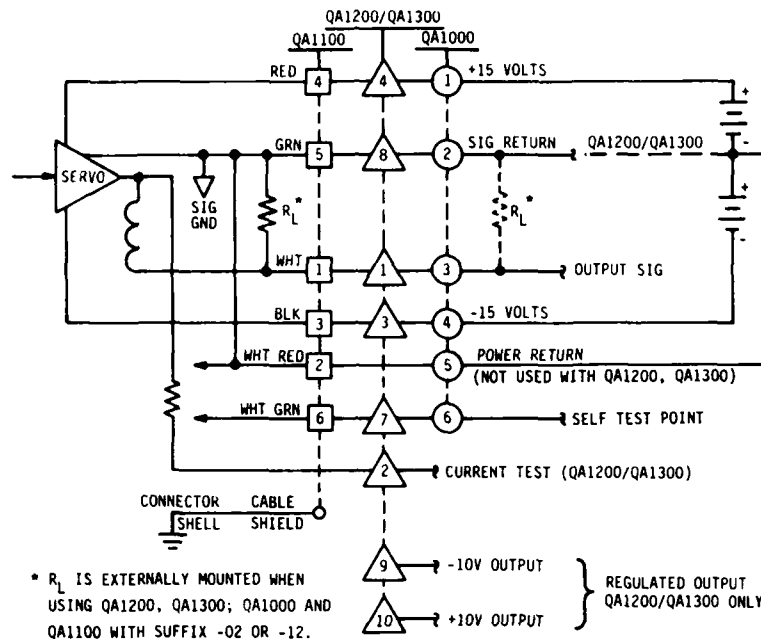 QA1200/QA1300
QA1100
QA1000
RED
4
4
1
+15 VOLTS
+
-
GRN
5
8
2
SIG RETURN
QA1200/QA1300
SERVO
SIG
GND
RL*
RL*
+
-
WHT
1
1
3
OUTPUT SIG
BLK
3
3
4
-15 VOLTS
WHT RED
2
5
POWER RETURN
(NOT USED WITH QA1200, QA1300)
WHT GRN
6
7
6
SELF TEST POINT
2
CURRENT TEST (QA1200/QA1300)
CONNECTOR CABLE
SHELL SHIELD
9
-10V OUTPUT
10
+10V OUTPUT
REGULATED OUTPUT
QA1200/QA1300 ONLY
* RL IS EXTERNALLY MOUNTED WHEN
USING QA1200, QA1300; QA1000 AND
QA1100 WITH SUFFIX -02 OR -12.